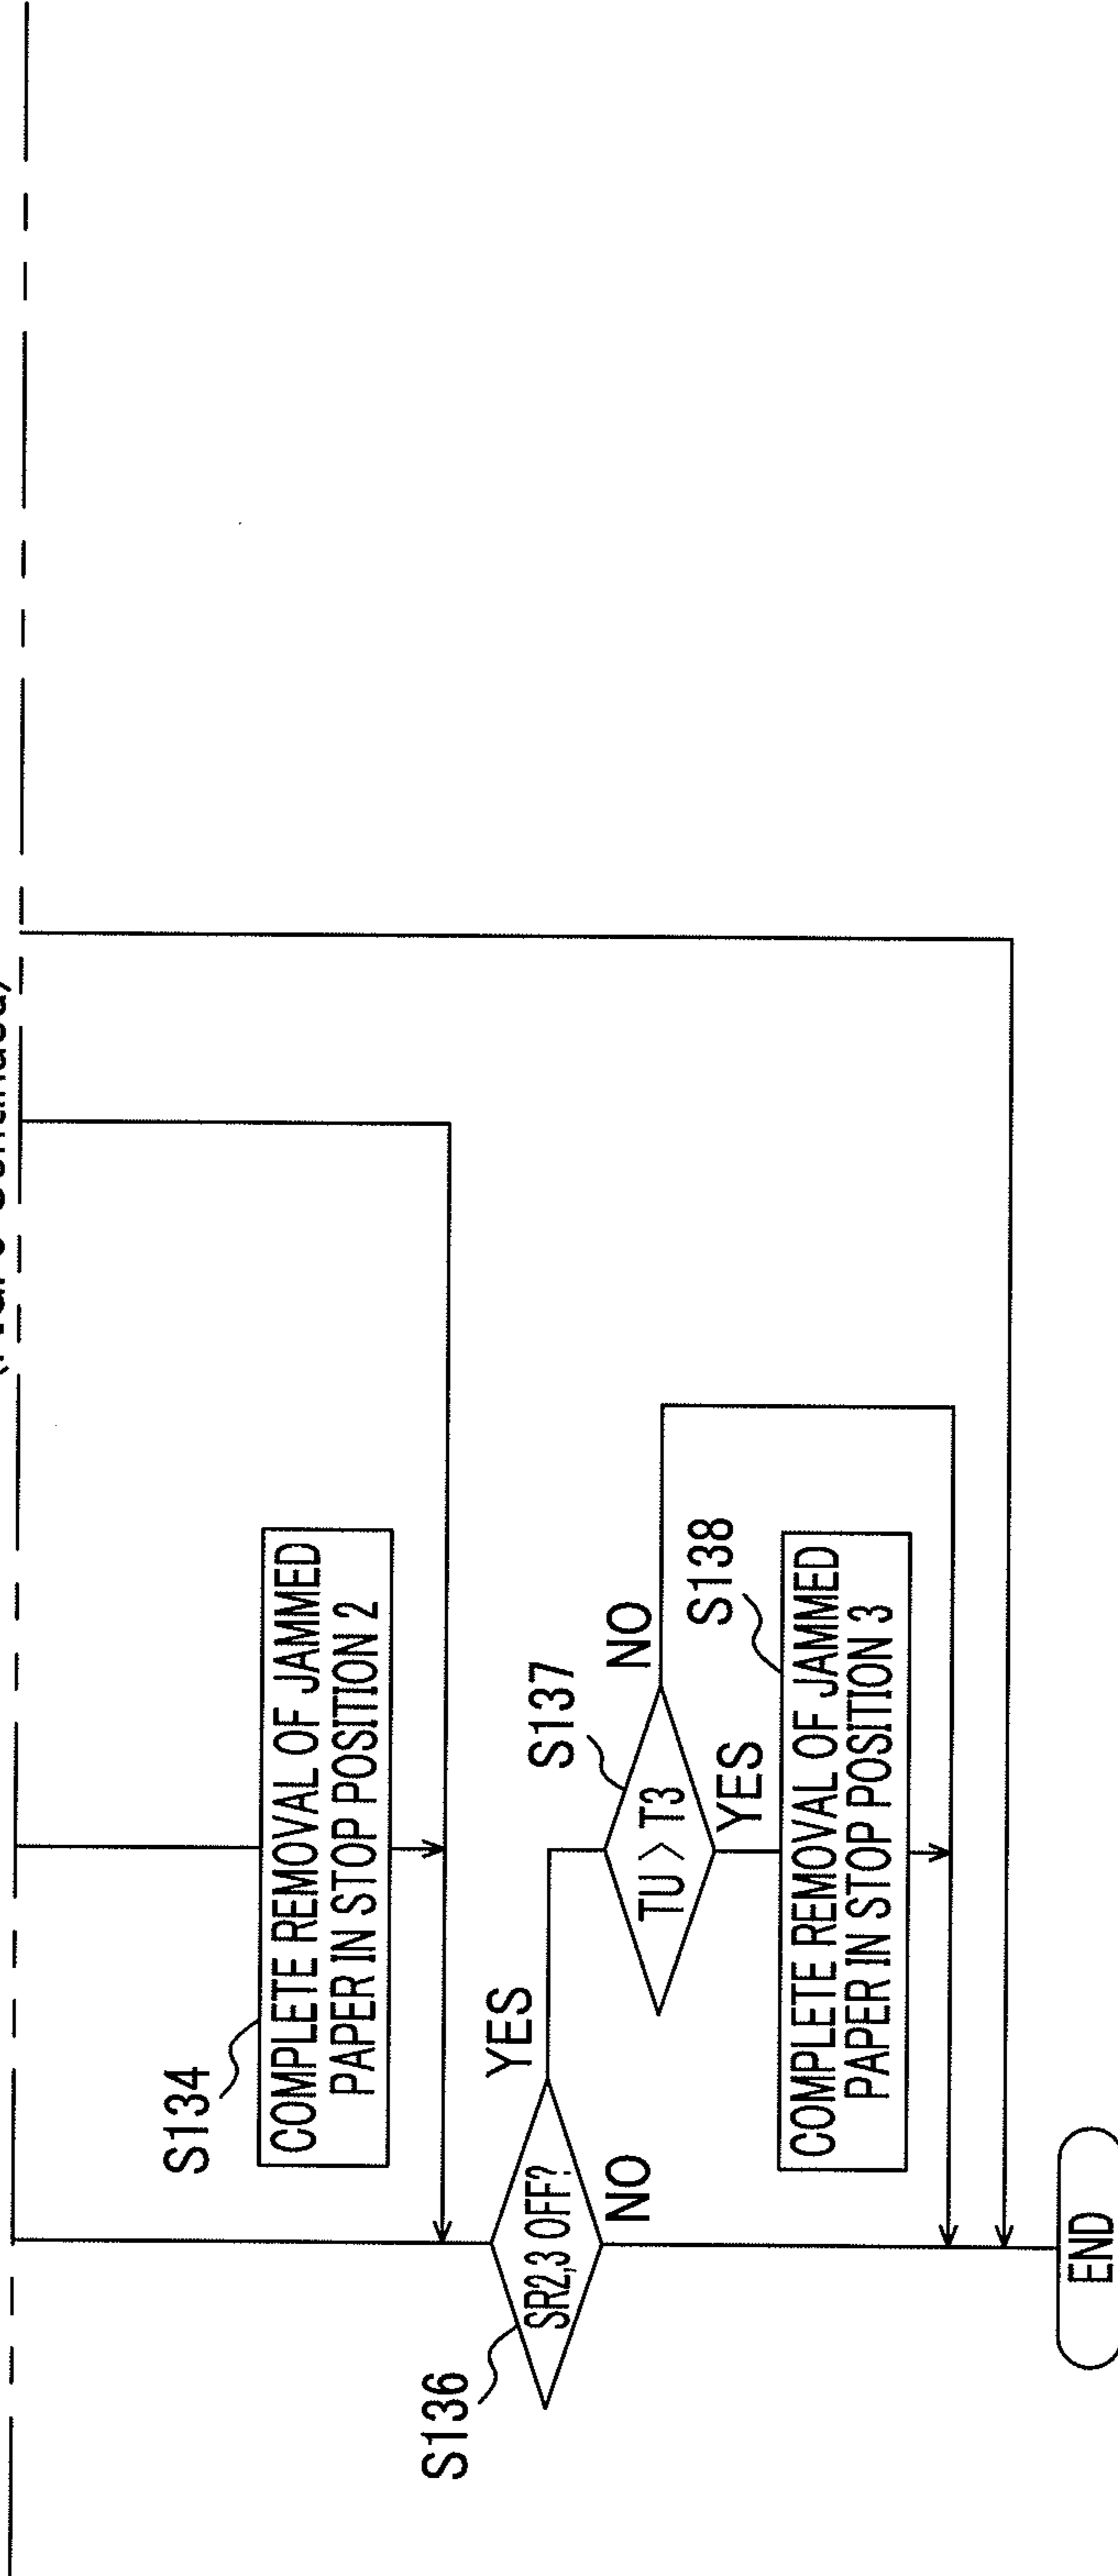 S134
COMPLETE REMOVAL OF JAMMED
PAPER IN STOP POSITION 2
S136
SR2,3 OFF?
YES
NO
S137
TU > T3
NO
YES
S138
COMPLETE REMOVAL OF JAMMED
PAPER IN STOP POSITION 3
END